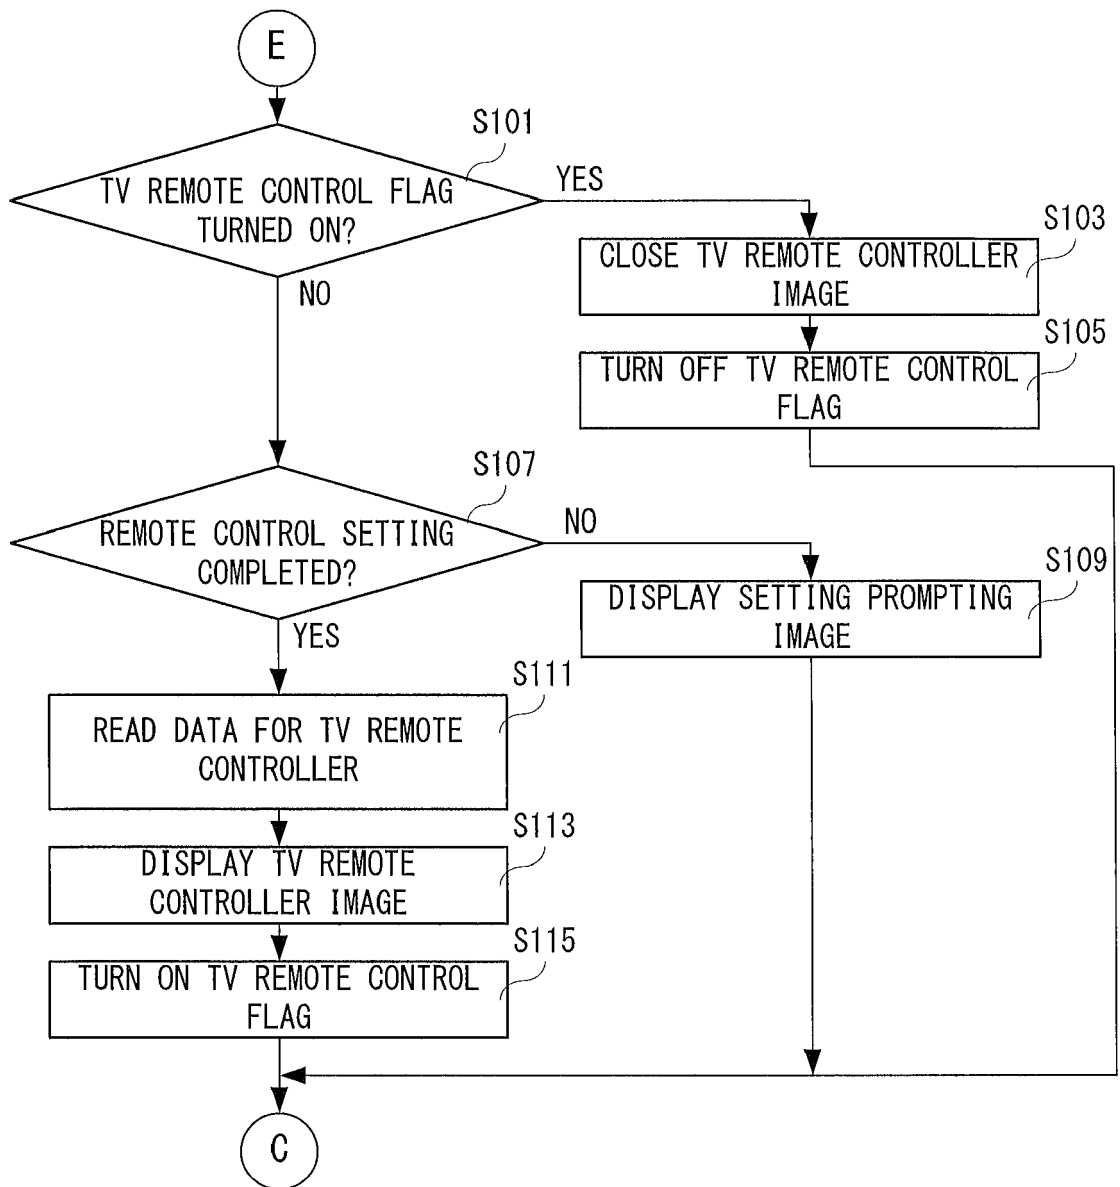 E
S101
TV REMOTE CONTROL FLAG
TURNED ON?
YES
NO
S103
CLOSE TV REMOTE CONTROLLER
IMAGE
S105
TURN OFF TV REMOTE CONTROL
FLAG
S107
REMOTE CONTROL SETTING
COMPLETED?
NO
YES
S109
DISPLAY SETTING PROMPTING
IMAGE
S111
READ DATA FOR TV REMOTE
CONTROLLER
S113
DISPLAY TV REMOTE
CONTROLLER IMAGE
S115
TURN ON TV REMOTE CONTROL
FLAG
C